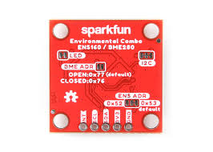 sparkfun
Environmental Combo
ENS160 / BME280
LED
I2C
BME ADR
OPEN:0x77 (default)
CLOSED:0x76
ENS ADR
0x52
0x53
(default)